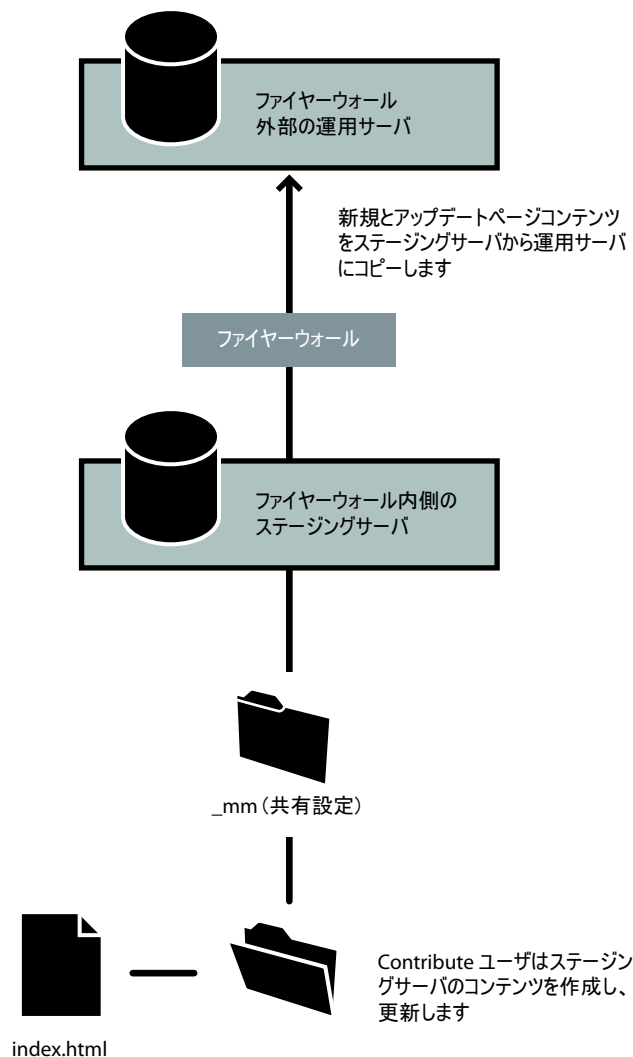 ファイヤーウォール
外部の運用サーバ
新規とアップデートページコンテンツ
をステージングサーバから運用サーバ
にコピーします
ファイヤーウォール
ファイヤーウォール内側の
ステージングサーバ
_mm（共有設定）
Contribute ユーザはステージン
グサーバのコンテンツを作成し、
更新します
index.html